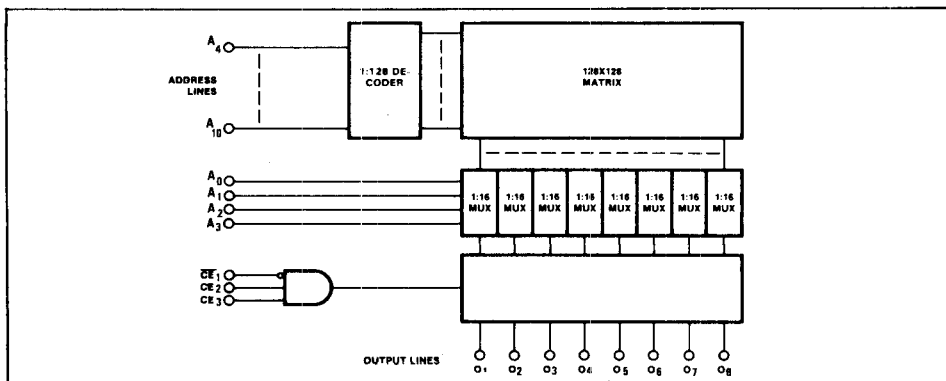 A4
ADDRESS
LINES
A10
1:128 DE-
CODER
128X128
MATRIX
A0
A1
A2
A3
1:16 MUX
1:16 MUX
1:16 MUX
1:16 MUX
1:16 MUX
1:16 MUX
1:16 MUX
1:16 MUX
C̅E̅1
CE2
CE3
OUTPUT LINES
O1 O2 O3 O4 O5 O6 O7 O8